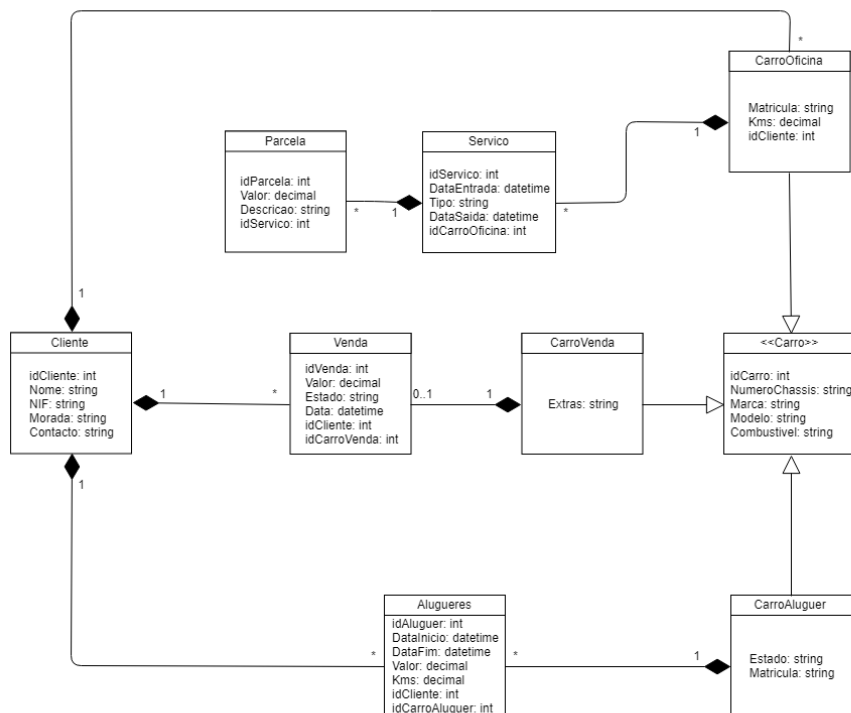 *
CarroOficina
Matricula: string
Kms: decimal
idCliente: int
1
Parcela
idParcela: int
Valor: decimal
Descricao: string
idServico: int
*
1
Servico
idServico: int
DataEntrada: datetime
Tipo: string
DataSaida: datetime
idCarroOficina: int
*
1
Cliente
idCliente: int
Nome: string
NIF: string
Morada: string
Contacto: string
1
*
1
Venda
idVenda: int
Valor: decimal
Estado: string
Data: datetime
idCliente: int
idCarroVenda: int
0..1
1
CarroVenda
Extras: string
<<Carro>>
idCarro: int
NumeroChassis: string
Marca: string
Modelo: string
Combustivel: string
Alugueres
idAluguer: int
DataInicio: datetime
DataFim: datetime
Valor: decimal
Kms: decimal
idCliente: int
idCarroAluguer: int
*
*
1
CarroAluguer
Estado: string
Matricula: string